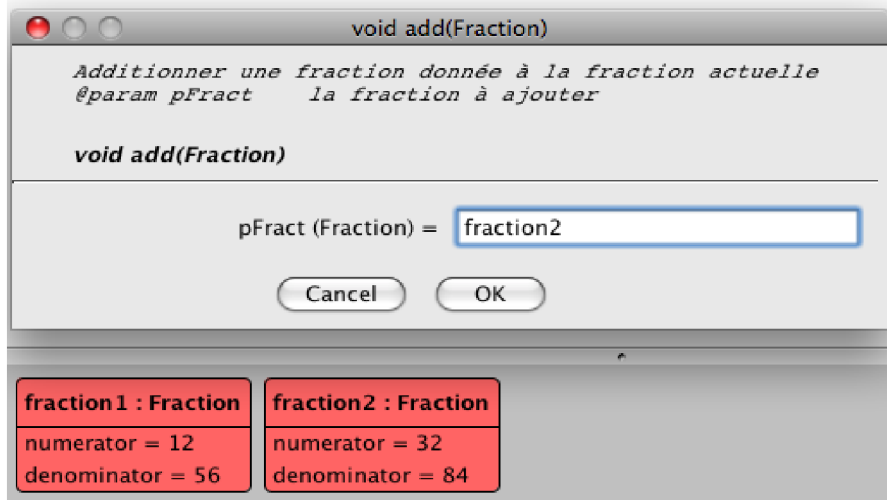 void add(Fraction)
Additionner une fraction donnée à la fraction actuelle
@param pFract la fraction à ajouter
void add(Fraction)
pFract (Fraction) = fraction2
Cancel OK
fraction1 : Fraction
numerator = 12
denominator = 56
fraction2 : Fraction
numerator = 32
denominator = 84